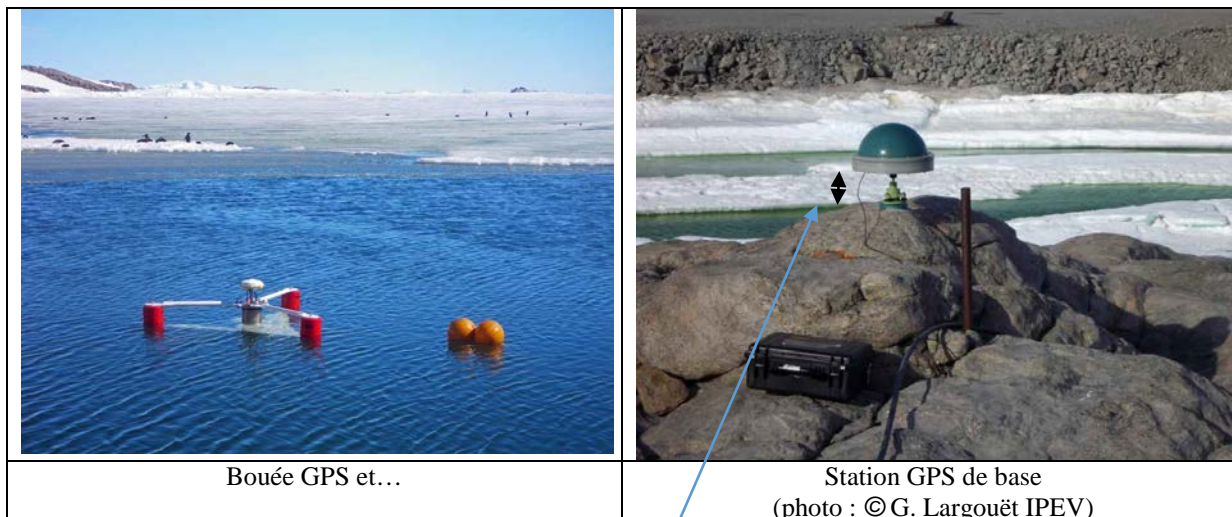 Bouée GPS et…
Station GPS de base
(photo : © G. Largouët IPEV)